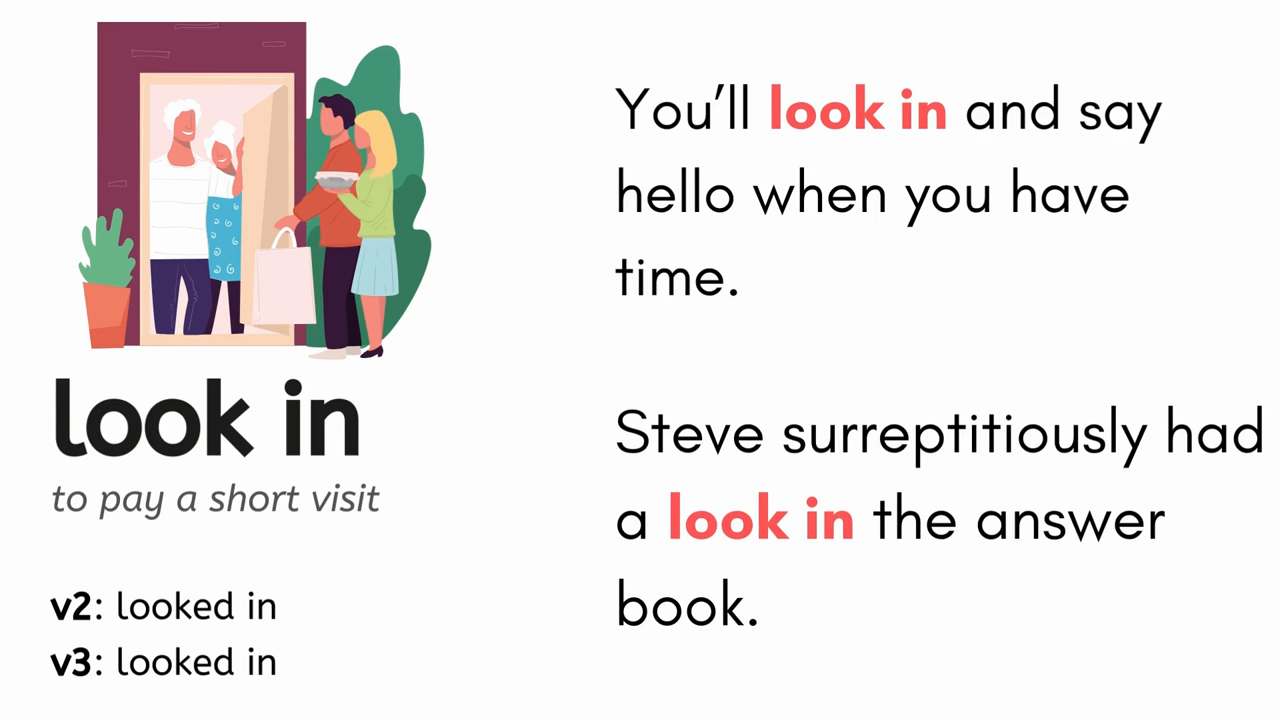 look in
to pay a short visit
v2: looked in
v3: looked in
You’ll look in and say
hello when you have
time.
Steve surreptitiously had
a look in the answer
book.